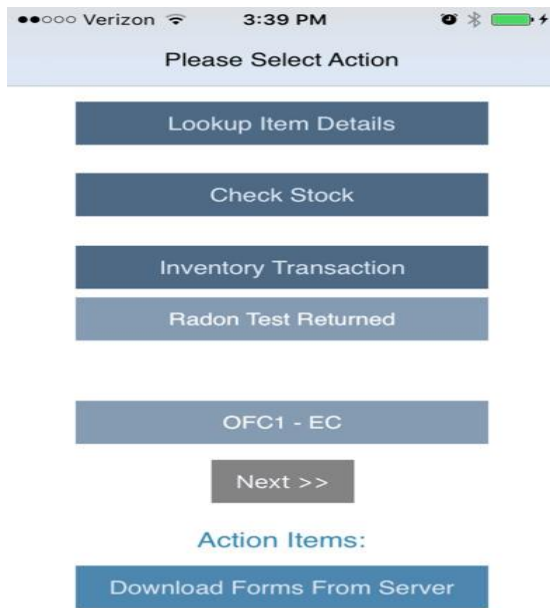 Verizon 3:39 PM
Please Select Action
Lookup Item Details
Check Stock
Inventory Transaction
Radon Test Returned
OFC1 - EC
Next >>
Action Items:
Download Forms From Server